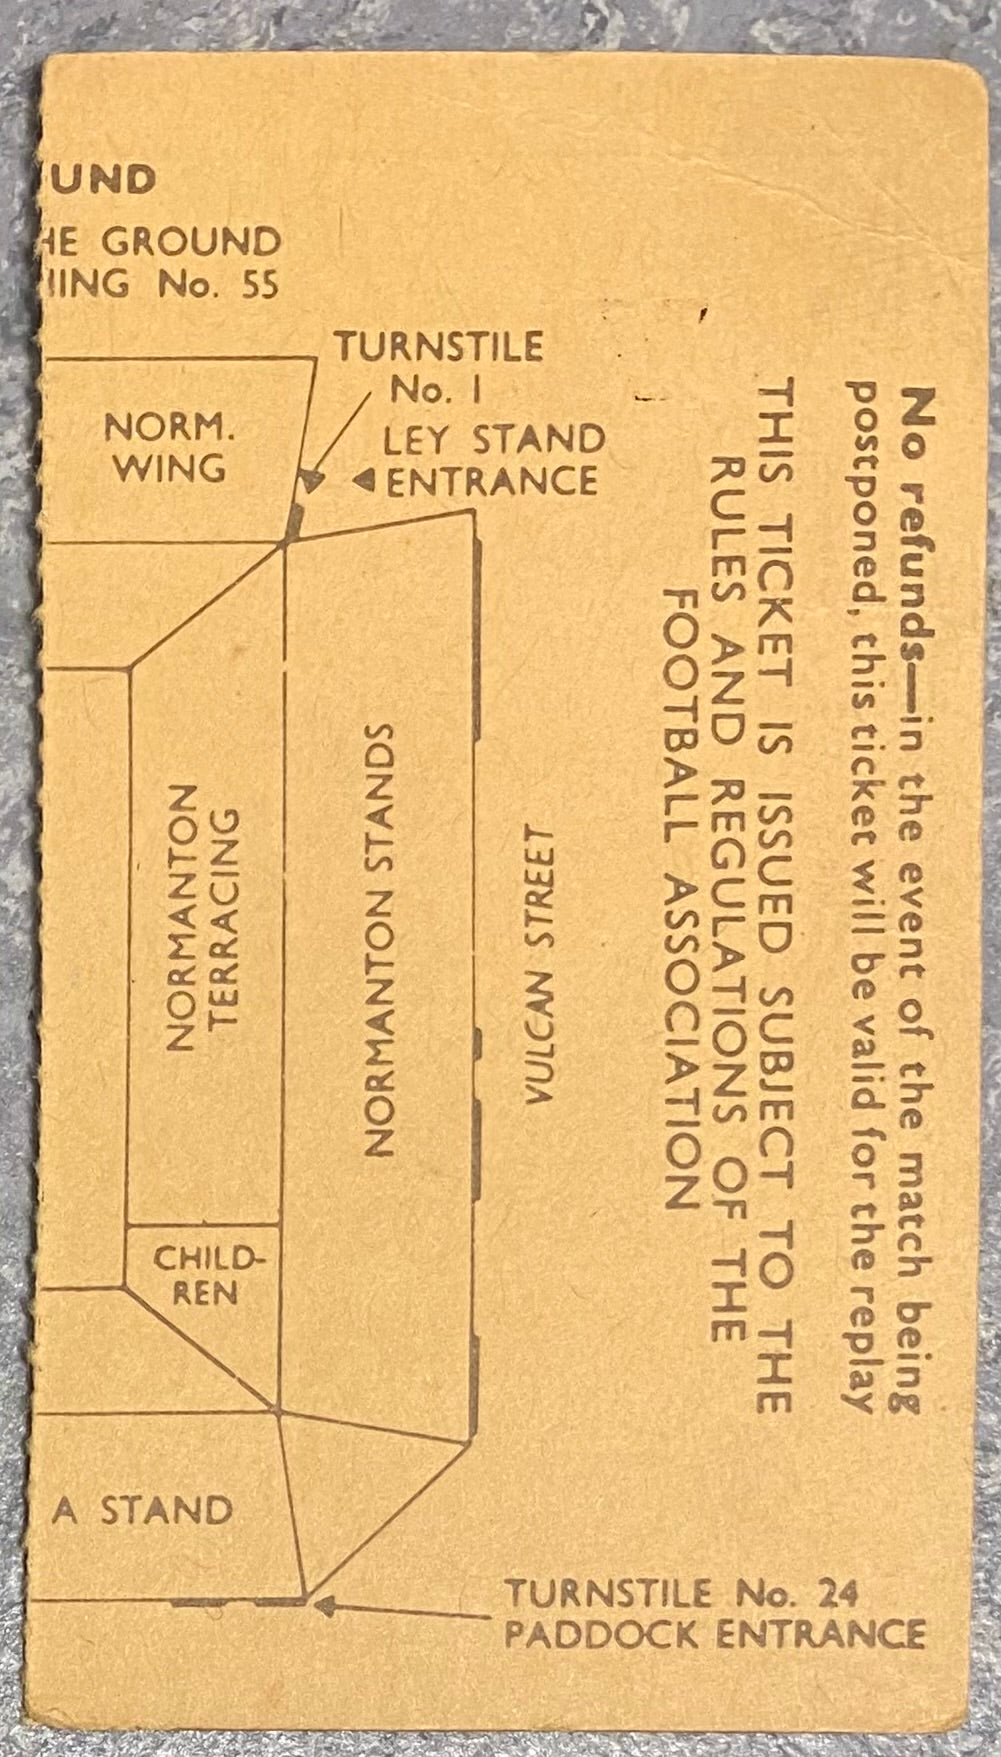 UND
HE GROUND
HING No. 55
TURNSTILE
No. 1
LEY STAND
ENTRANCE
NORM.
WING
NORMANTON
TERRACING
NORMANTON STANDS
VULCAN STREET
CHILD-
REN
A STAND
TURNSTILE No. 24
PADDOCK ENTRANCE
No refunds—in the event of the match being
postponed, this ticket will be valid for the replay
THIS TICKET IS ISSUED SUBJECT TO THE
RULES AND REGULATIONS OF THE
FOOTBALL ASSOCIATION